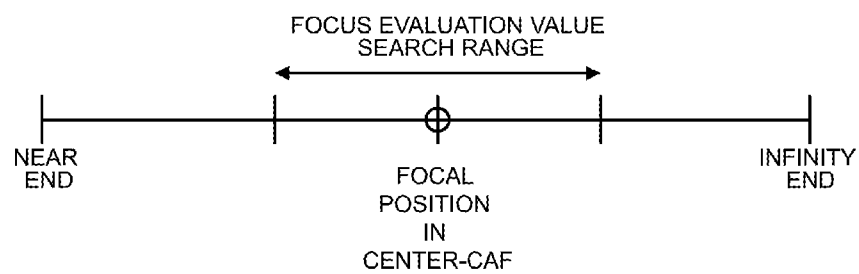 FOCUS EVALUATION VALUE
SEARCH RANGE
NEAR
END
FOCAL
POSITION
IN
CENTER-CAF
INFINITY
END